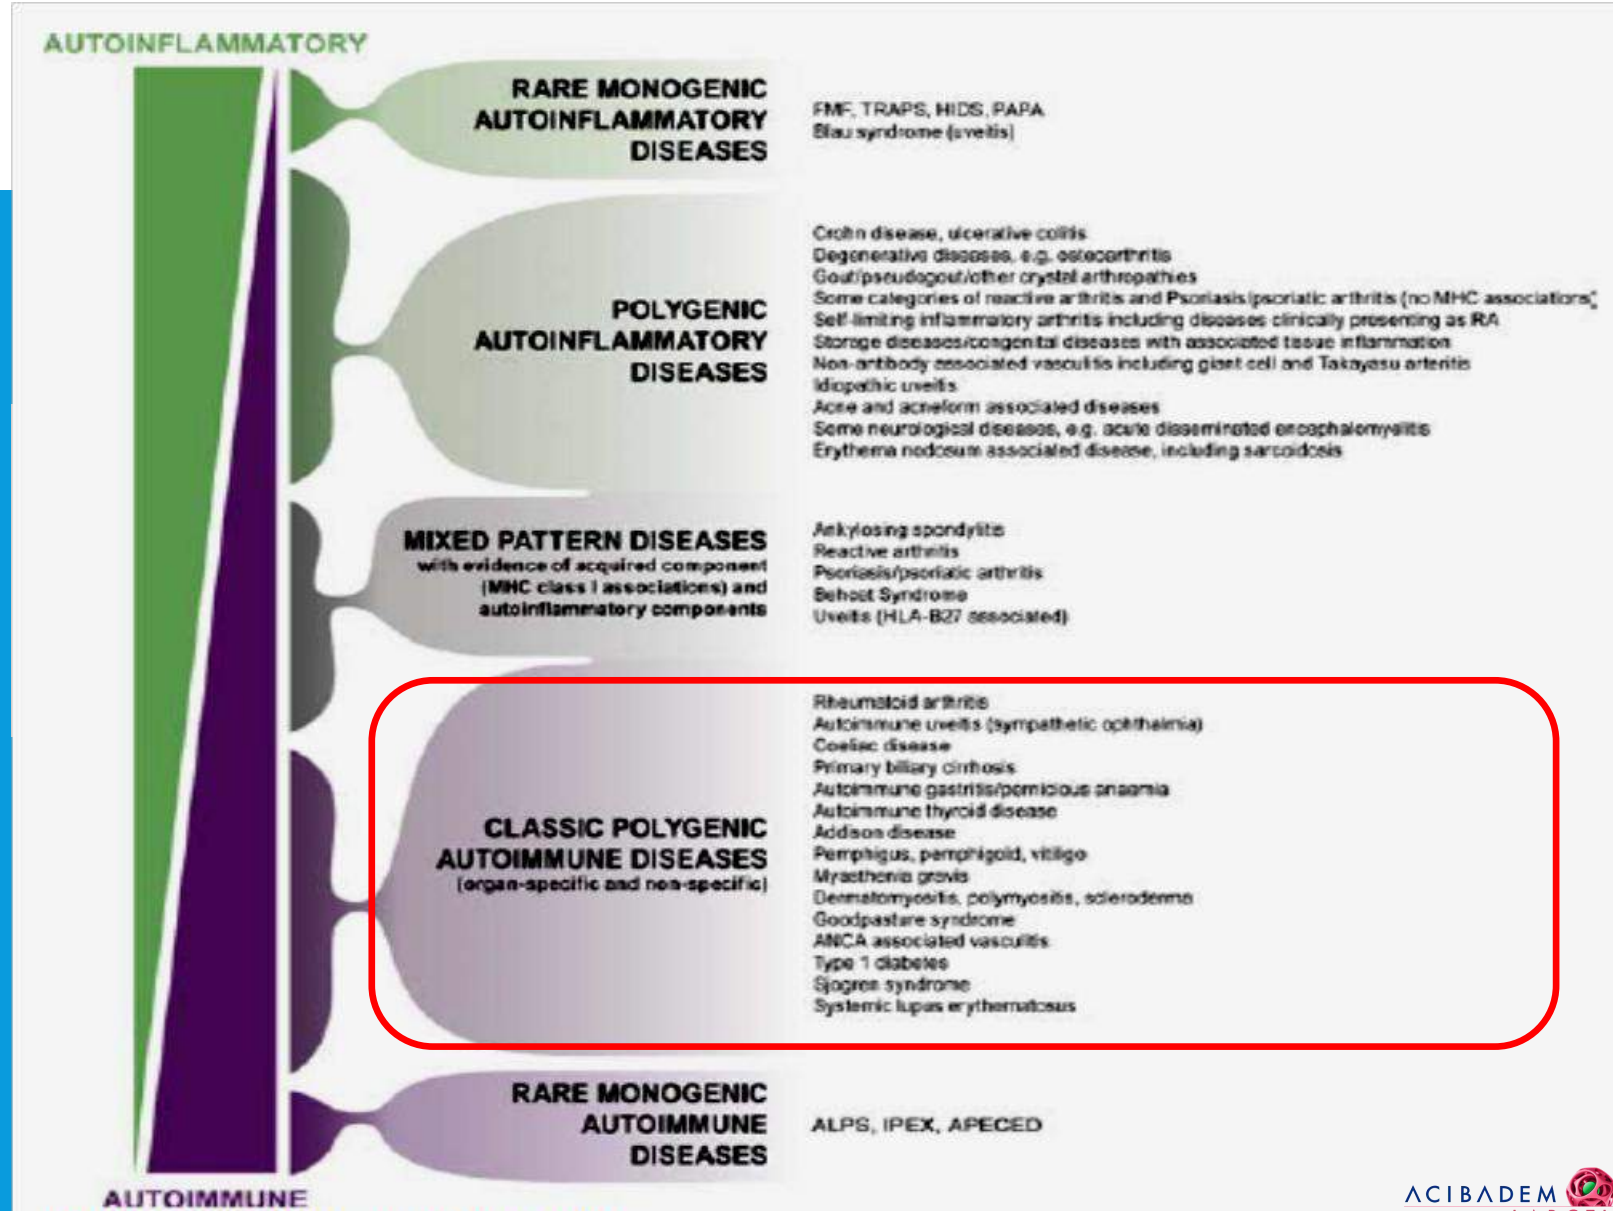 AUTOINFLAMMATORY
RARE MONOGENIC
AUTOINFLAMMATORY
DISEASES
FMF, TRAPS, HIDS, PAPA
Blau syndrome (uveitis)
POLYGENIC
AUTOINFLAMMATORY
DISEASES
Crohn disease, ulcerative colitis
Degenerative diseases, e.g. osteoarthritis
Gout/pseudogout/other crystal arthropathies
Some categories of reactive arthritis and Psoriasis/psoriatic arthritis (no MHC associations)
Self-limiting inflammatory arthritis including diseases clinically presenting as RA
Storage diseases/congenital diseases with associated tissue inflammation
Non-antibody associated vasculitis including giant cell and Takayasu arteritis
Idiopathic uveitis
Acne and acneform associated diseases
Some neurological diseases, e.g. acute disseminated encephalomyelitis
Erythema nodosum associated disease, including sarcoidosis
MIXED PATTERN DISEASES
with evidence of acquired component
(MHC class I associations) and
autoinflammatory components
Ankylosing spondylitis
Reactive arthritis
Psoriasis/psoriatic arthritis
Behcet Syndrome
Uveitis (HLA-B27 associated)
CLASSIC POLYGENIC
AUTOIMMUNE DISEASES
(organ-specific and non-specific)
Rheumatoid arthritis
Autoimmune uveitis (sympathetic ophthalmia)
Coeliac disease
Primary biliary cirrhosis
Autoimmune gastritis/pernicious anaemia
Autoimmune thyroid disease
Addison disease
Pemphigus, pemphigoid, vitiligo
Myasthenia gravis
Dermatomyositis, polymyositis, scleroderma
Goodpasture syndrome
ANCA associated vasculitis
Type 1 diabetes
Sjogren syndrome
Systemic lupus erythematosus
RARE MONOGENIC
AUTOIMMUNE
DISEASES
ALPS, IPEX, APECED
AUTOIMMUNE
ACIBADEM